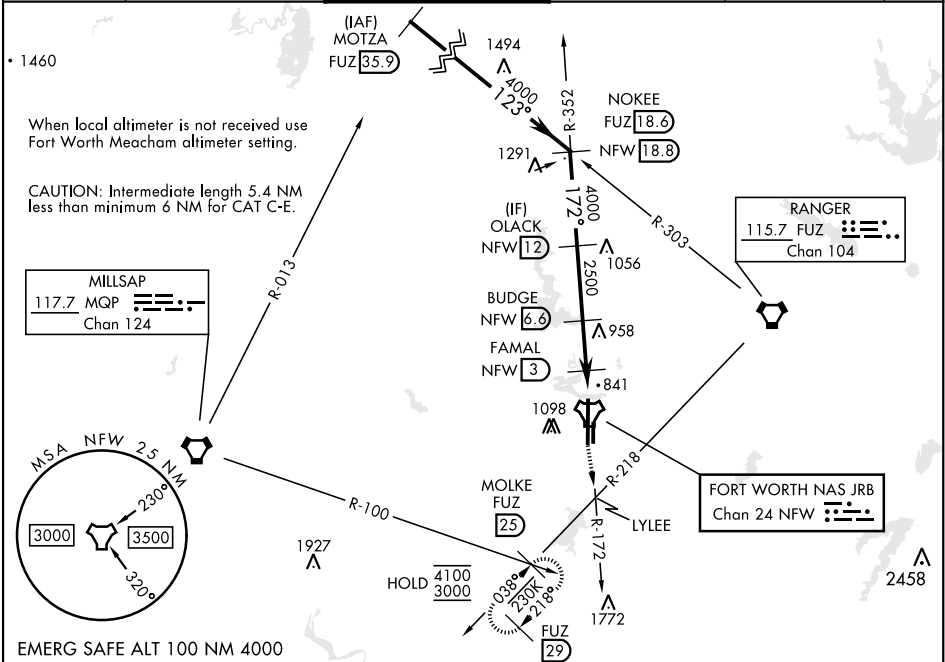 (IAF)
MOTZA
FUZ 35.9
1460
1494
4000
123°
R-352
NOKEE
FUZ 18.6
NFW 18.8
When local altimeter is not received use
Fort Worth Meacham altimeter setting.
1291
CAUTION: Intermediate length 5.4 NM
less than minimum 6 NM for CAT C-E.
172°
4000
(IF)
OLACK
NFW 12
R-303
RANGER
115.7 FUZ
Chan 104
1056
2500
R-013
MILLSAP
117.7 MQP
Chan 124
BUDGE
NFW 6.6
958
FAMAL
NFW 3
841
1098
MSA NFW 25 NM
230°
3000
3500
320°
R-100
R-218
MOLKE
FUZ
25
LYLEE
FORT WORTH NAS JRB
Chan 24 NFW
R-172
1927
HOLD 4100
3000
038°
230K
218°
1772
2458
FUZ
29
EMERG SAFE ALT 100 NM 4000